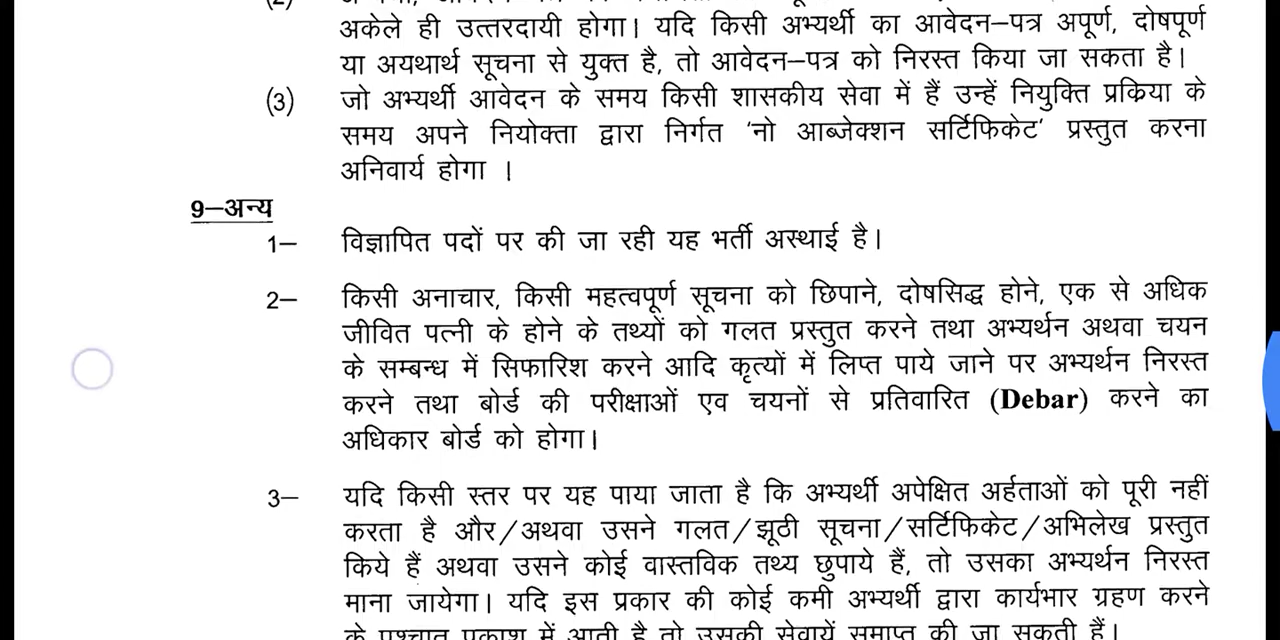 अकेले ही उत्तरदायी होगा। यदि किसी अभ्यर्थी का आवेदन–पत्र अपूर्ण, दोषपूर्ण
या अयथार्थ सूचना से युक्त है, तो आवेदन–पत्र को निरस्त किया जा सकता है।
(3) जो अभ्यर्थी आवेदन के समय किसी शासकीय सेवा में हैं उन्हें नियुक्ति प्रक्रिया के
समय अपने नियोक्ता द्वारा निर्गत 'नो आब्जेक्शन सर्टिफिकेट' प्रस्तुत करना
अनिवार्य होगा ।
9–अन्य
1– विज्ञापित पदों पर की जा रही यह भर्ती अस्थाई है।
2– किसी अनाचार, किसी महत्वपूर्ण सूचना को छिपाने, दोषसिद्ध होने, एक से अधिक
जीवित पत्नी के होने के तथ्यों को गलत प्रस्तुत करने तथा अभ्यर्थन अथवा चयन
के सम्बन्ध में सिफारिश करने आदि कृत्यों में लिप्त पाये जाने पर अभ्यर्थन निरस्त
करने तथा बोर्ड की परीक्षाओं एव चयनों से प्रतिवारित (Debar) करने का
अधिकार बोर्ड को होगा।
3– यदि किसी स्तर पर यह पाया जाता है कि अभ्यर्थी अपेक्षित अर्हताओं को पूरी नहीं
करता है और/अथवा उसने गलत/झूठी सूचना/सर्टिफिकेट/अभिलेख प्रस्तुत
किये हैं अथवा उसने कोई वास्तविक तथ्य छुपाये हैं, तो उसका अभ्यर्थन निरस्त
माना जायेगा। यदि इस प्रकार की कोई कमी अभ्यर्थी द्वारा कार्यभार ग्रहण करने
के पश्चात प्रकाश में आती है तो उसकी सेवायें समाप्त की जा सकती हैं।